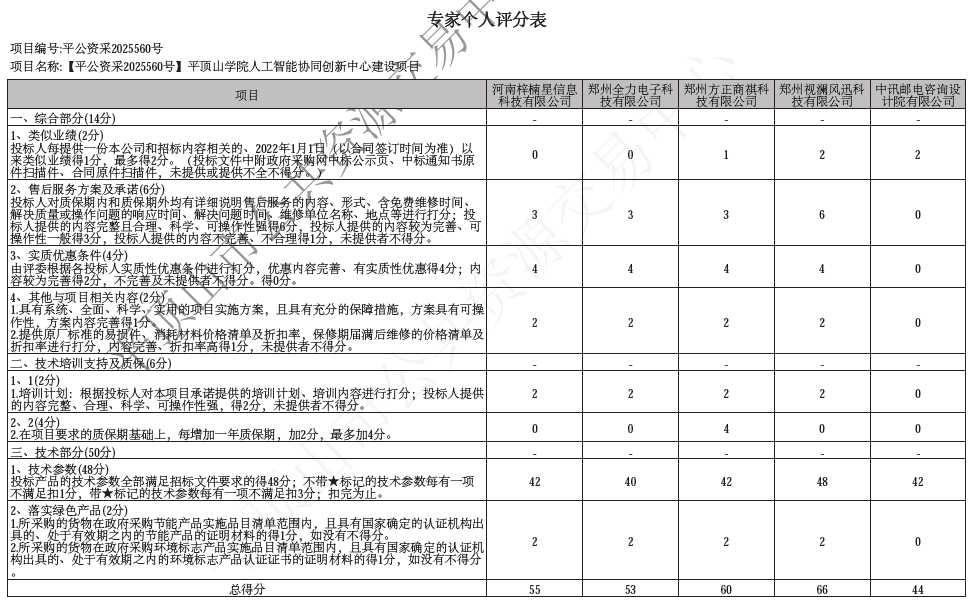 专家个人评分表
项目编号:平公资采2025560号
项目名称:【平公资采2025560号】平顶山学院人工智能协同创新中心建设项目
项目 河南梓楠星信息科技有限公司 郑州全力电子科技有限公司 郑州方正商祺科技有限公司 郑州视澜风迅科技有限公司 中讯邮电咨询设计院有限公司
一、综合部分(14分) - - - - -
1、类似业绩(2分)
投标人每提供一份本公司和招标内容相关的、2022年1月1日（以合同签订时间为准）以
来类似业绩得1分，最多得2分。（投标文件中附政府采购网中标公示页、中标通知书原
件扫描件、合同原件扫描件，未提供或提供不全不得分。）
0 0 1 2 2
2、售后服务方案及承诺(6分)
投标人对质保期内和质保期外均有详细说明售后服务的内容、形式、含免费维修时间、
解决质量或操作问题的响应时间、解决问题时间、维修单位名称、地点等进行打分；投
标人提供的内容完整且合理、科学、可操作性强得6分，投标人提供的内容较为完善、可
操作性一般得3分，投标人提供的内容不完善、不合理得1分，未提供者不得分。
3 3 3 6 0
3、实质优惠条件(4分)
由评委根据各投标人实质性优惠条件进行打分，优惠内容完善、有实质性优惠得4分；内
容较为完善得2分，不完善及未提供者不得分。得0分。
4 4 4 4 0
4、其他与项目相关内容(2分)
1.具有系统、全面、科学、实用的项目实施方案，且具有充分的保障措施，方案具有可操
作性，方案内容完善得1分。
2.提供原厂标准的易损件、消耗材料价格清单及折扣率，保修期届满后维修的价格清单及
折扣率进行打分，内容完善、折扣率高得1分，未提供者不得分。
2 2 2 2 0
二、技术培训支持及质保(6分) - - - - -
1、1(2分)
1.培训计划：根据投标人对本项目承诺提供的培训计划、培训内容进行打分；投标人提供
的内容完整、合理、科学、可操作性强，得2分，未提供者不得分。
2 2 2 2 0
2、2(4分)
2.在项目要求的质保期基础上，每增加一年质保期，加2分，最多加4分。
0 0 4 0 0
三、技术部分(50分) - - - - -
1、技术参数(48分)
投标产品的技术参数全部满足招标文件要求的得48分；不带★标记的技术参数每有一项
不满足扣1分，带★标记的技术参数每有一项不满足扣3分；扣完为止。
42 40 42 48 42
2、落实绿色产品(2分)
1.所采购的货物在政府采购节能产品实施品目清单范围内，且具有国家确定的认证机构出
具的、处于有效期之内的节能产品的证明材料的得1分，如没有不得分。
2.所采购的货物在政府采购环境标志产品实施品目清单范围内，且具有国家确定的认证机
构出具的、处于有效期之内的环境标志产品认证证书的证明材料的得1分，如没有不得分
。
2 2 2 2 0
总得分 55 53 60 66 44
平顶山市公共资源交易中心
顶山市公共资源交易中心